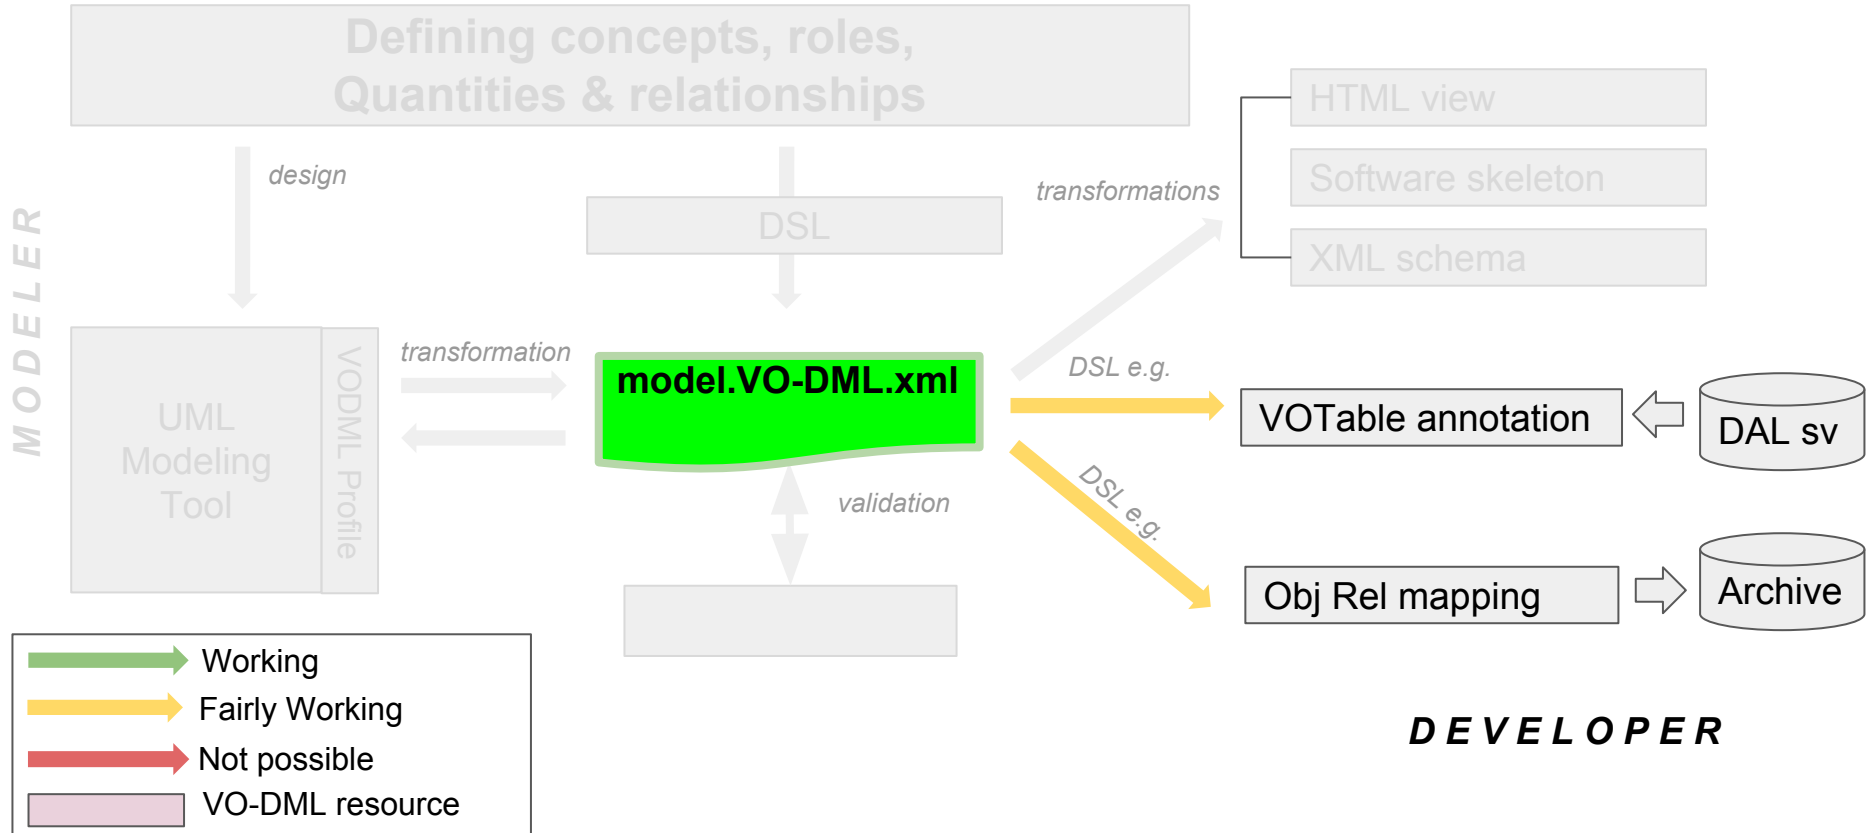 Defining concepts, roles,
Quantities & relationships
HTML view
design
transformations
Software skeleton
DSL
XML schema
MODELER
transformation
model.VO-DML.xml
DSL e.g.
VOTable annotation
DAL sv
UML
Modeling
Tool
VODML Profile
validation
DSL e.g.
Obj Rel mapping
Archive
Working
Fairly Working
Not possible
VO-DML resource
DEVELOPER